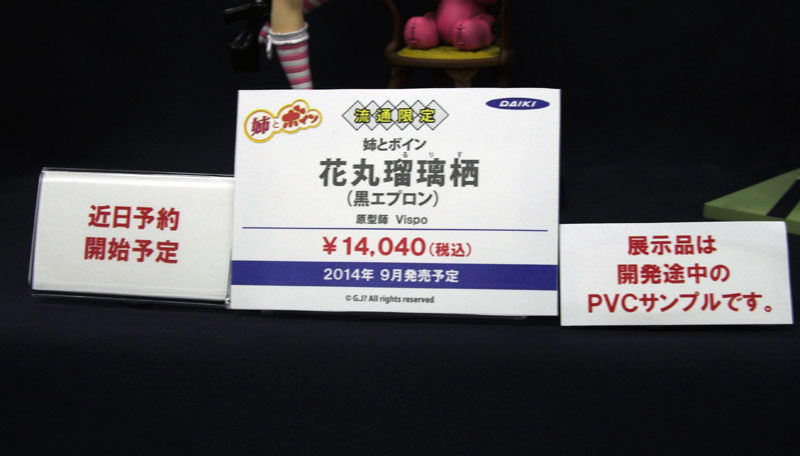 近日予約
開始予定
姉とボイン
流通限定
DAIKI
姉とボイン
るりす
花丸瑠璃栖
(黒エプロン)
原型師 Vispo
¥14,040(税込)
2014年 9月発売予定
© G.J? All rights reserved
展示品は
開発途中の
PVCサンプルです。